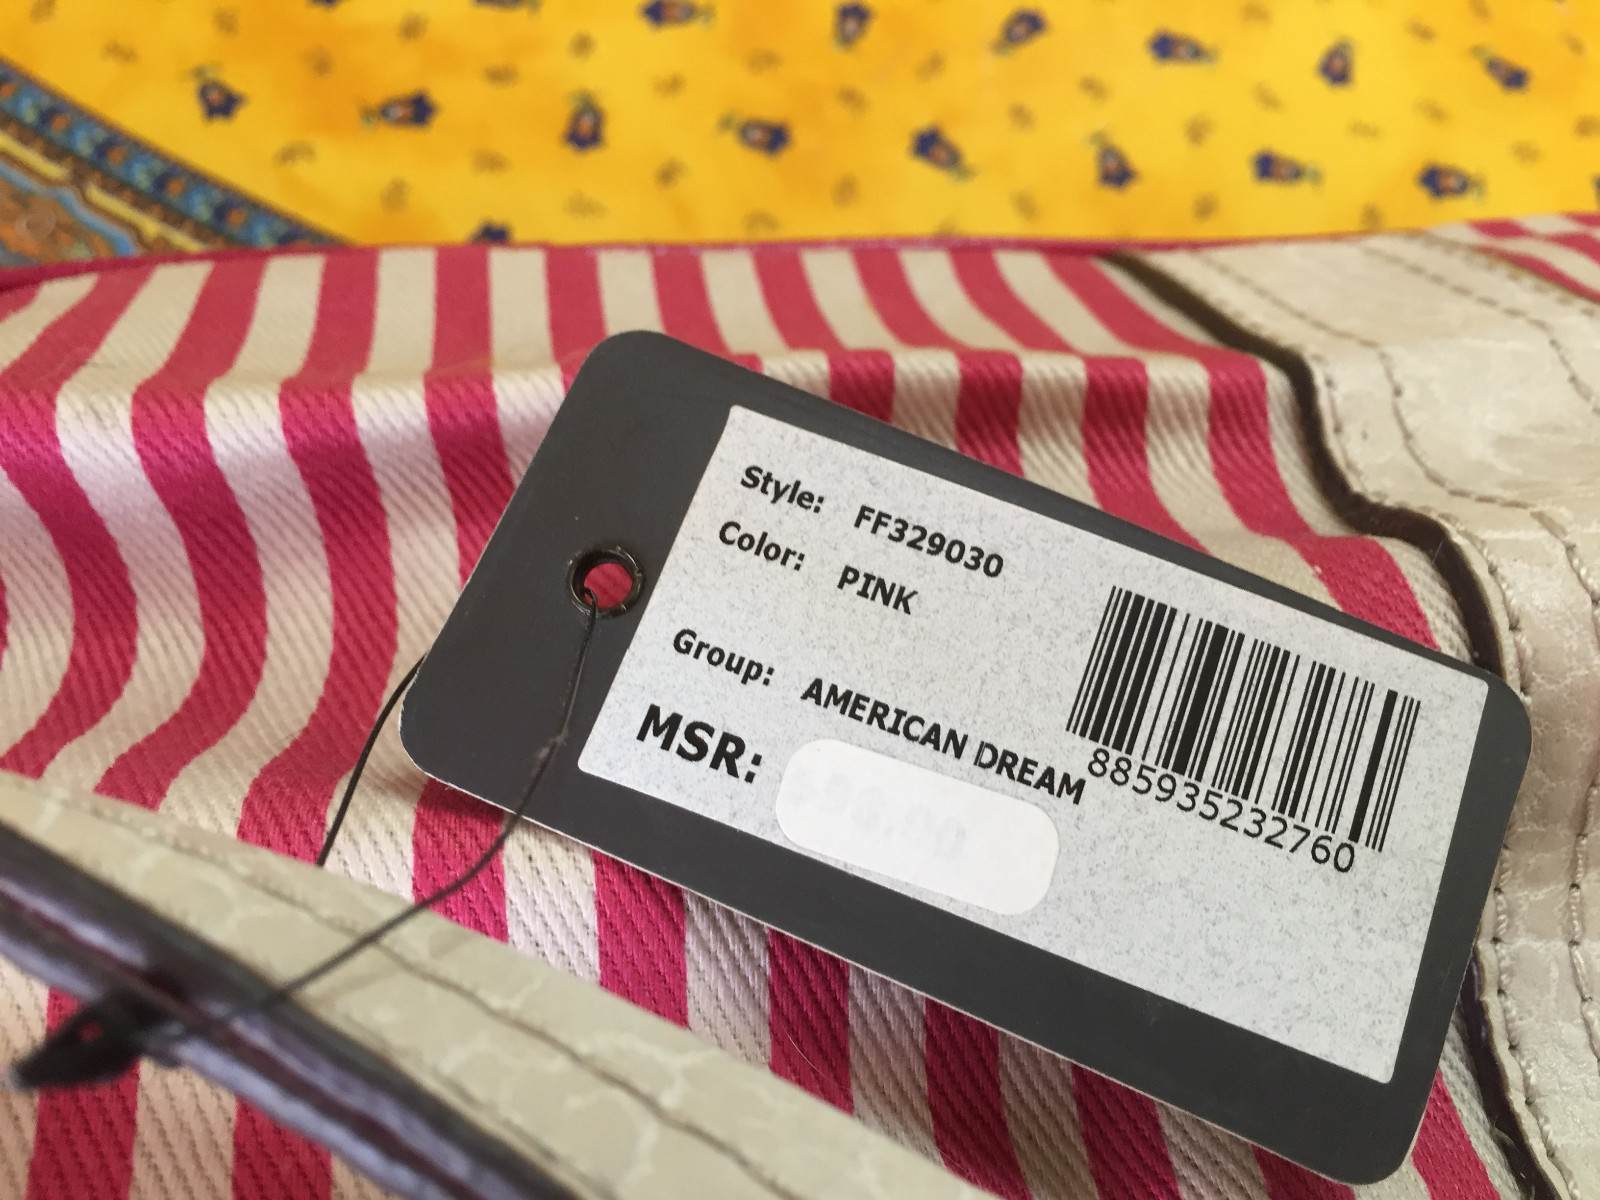 Style: FF329030
Color: PINK
Group: AMERICAN DREAM
MSR:
885935232760